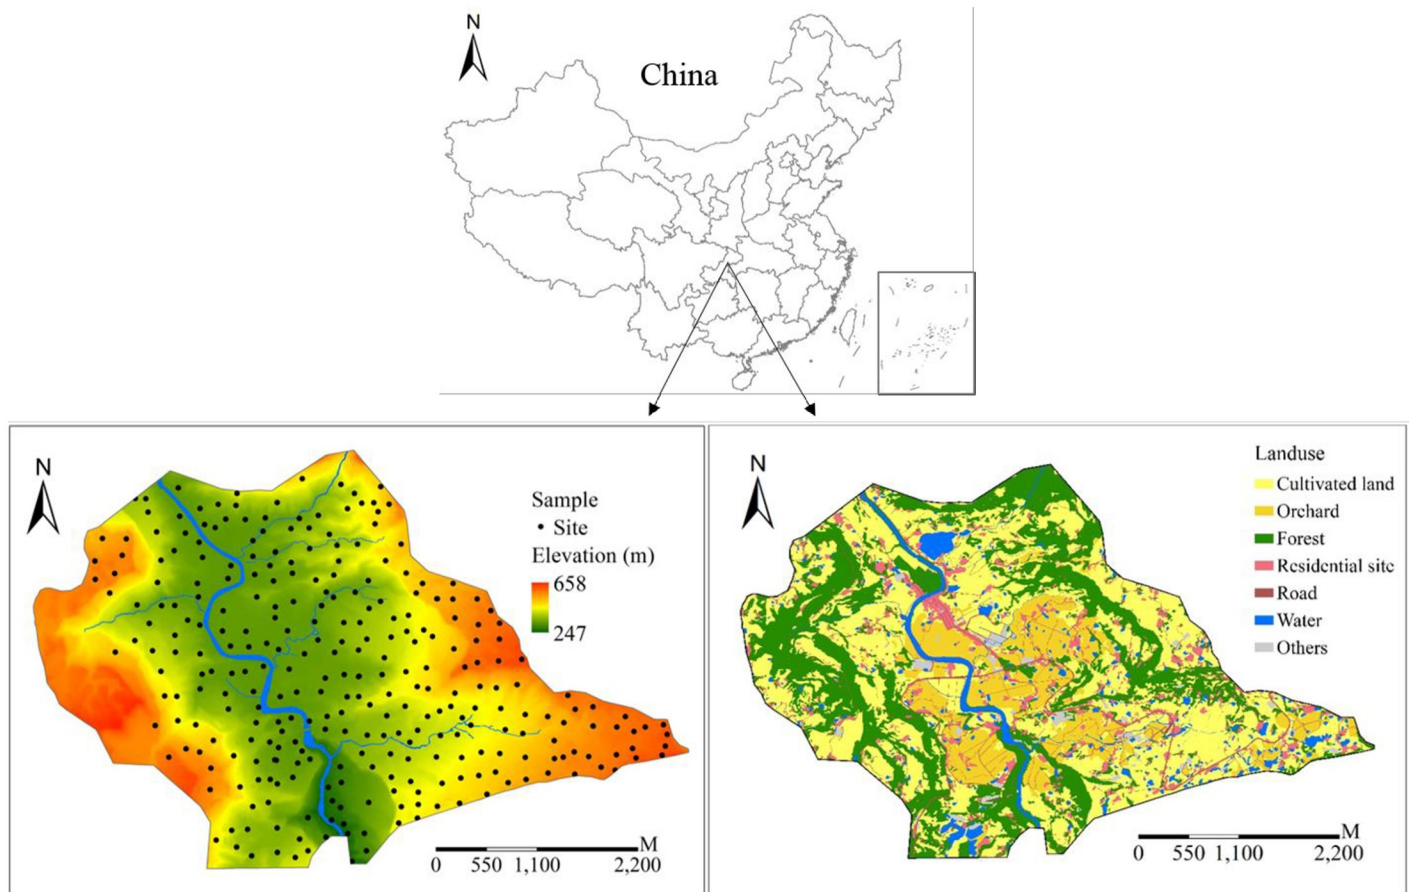 N
China
N
Sample
Site
Elevation (m)
658
247
M
0 550 1,100 2,200
N
Landuse
Cultivated land
Orchard
Forest
Residential site
Road
Water
Others
M
0 550 1,100 2,200